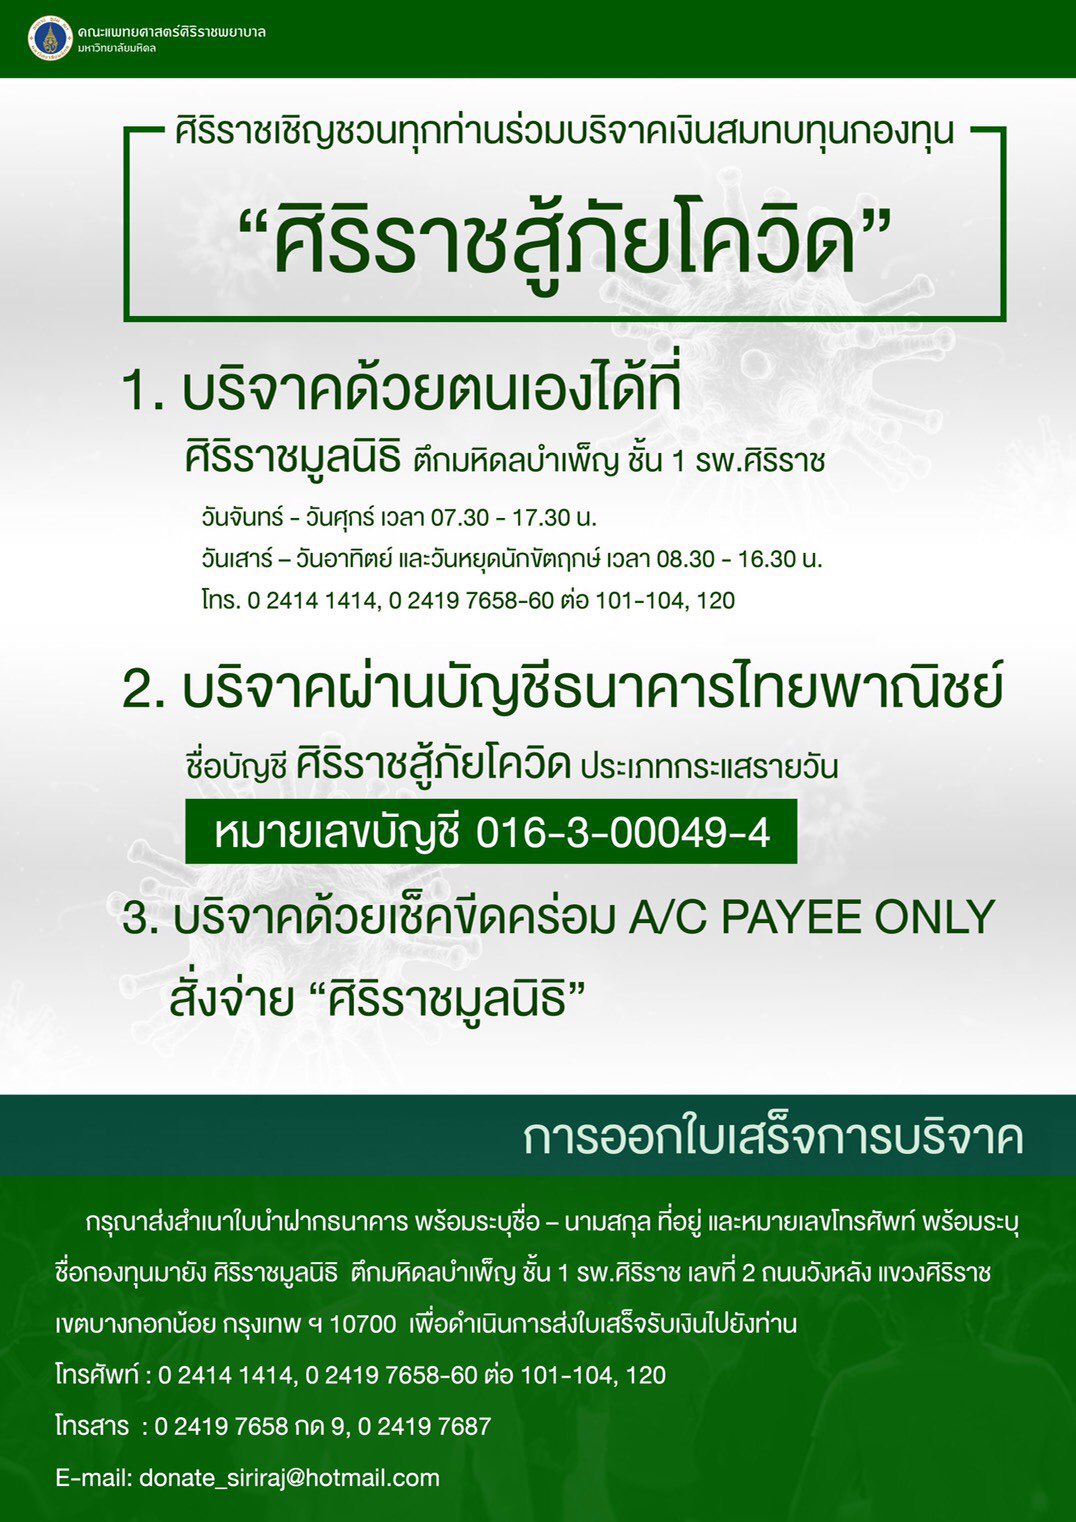 คณะแพทยศาสตร์ศิริราชพยาบาล
มหาวิทยาลัยมหิดล
ศิริราชเชิญชวนทุกท่านร่วมบริจาคเงินสมทบทุนกองทุน
“ศิริราชสู้ภัยโควิด”
1. บริจาคด้วยตนเองได้ที่
ศิริราชมูลนิธิ ตึกมหิดลบำเพ็ญ ชั้น 1 รพ.ศิริราช
วันจันทร์ - วันศุกร์ เวลา 07.30 - 17.30 น.
วันเสาร์ – วันอาทิตย์ และวันหยุดนักขัตฤกษ์ เวลา 08.30 - 16.30 น.
โทร. 0 2414 1414, 0 2419 7658-60 ต่อ 101-104, 120
2. บริจาคผ่านบัญชีธนาคารไทยพาณิชย์
ชื่อบัญชี ศิริราชสู้ภัยโควิด ประเภทกระแสรายวัน
หมายเลขบัญชี 016-3-00049-4
3. บริจาคด้วยเช็คขีดคร่อม A/C PAYEE ONLY
สั่งจ่าย “ศิริราชมูลนิธิ”
การออกใบเสร็จการบริจาค
กรุณาส่งสำเนาใบนำฝากธนาคาร พร้อมระบุชื่อ – นามสกุล ที่อยู่ และหมายเลขโทรศัพท์ พร้อมระบุ
ชื่อกองทุนมายัง ศิริราชมูลนิธิ ตึกมหิดลบำเพ็ญ ชั้น 1 รพ.ศิริราช เลขที่ 2 ถนนวังหลัง แขวงศิริราช
เขตบางกอกน้อย กรุงเทพ ฯ 10700 เพื่อดำเนินการส่งใบเสร็จรับเงินไปยังท่าน
โทรศัพท์ : 0 2414 1414, 0 2419 7658-60 ต่อ 101-104, 120
โทรสาร : 0 2419 7658 กด 9, 0 2419 7687
E-mail: donate_siriraj@hotmail.com